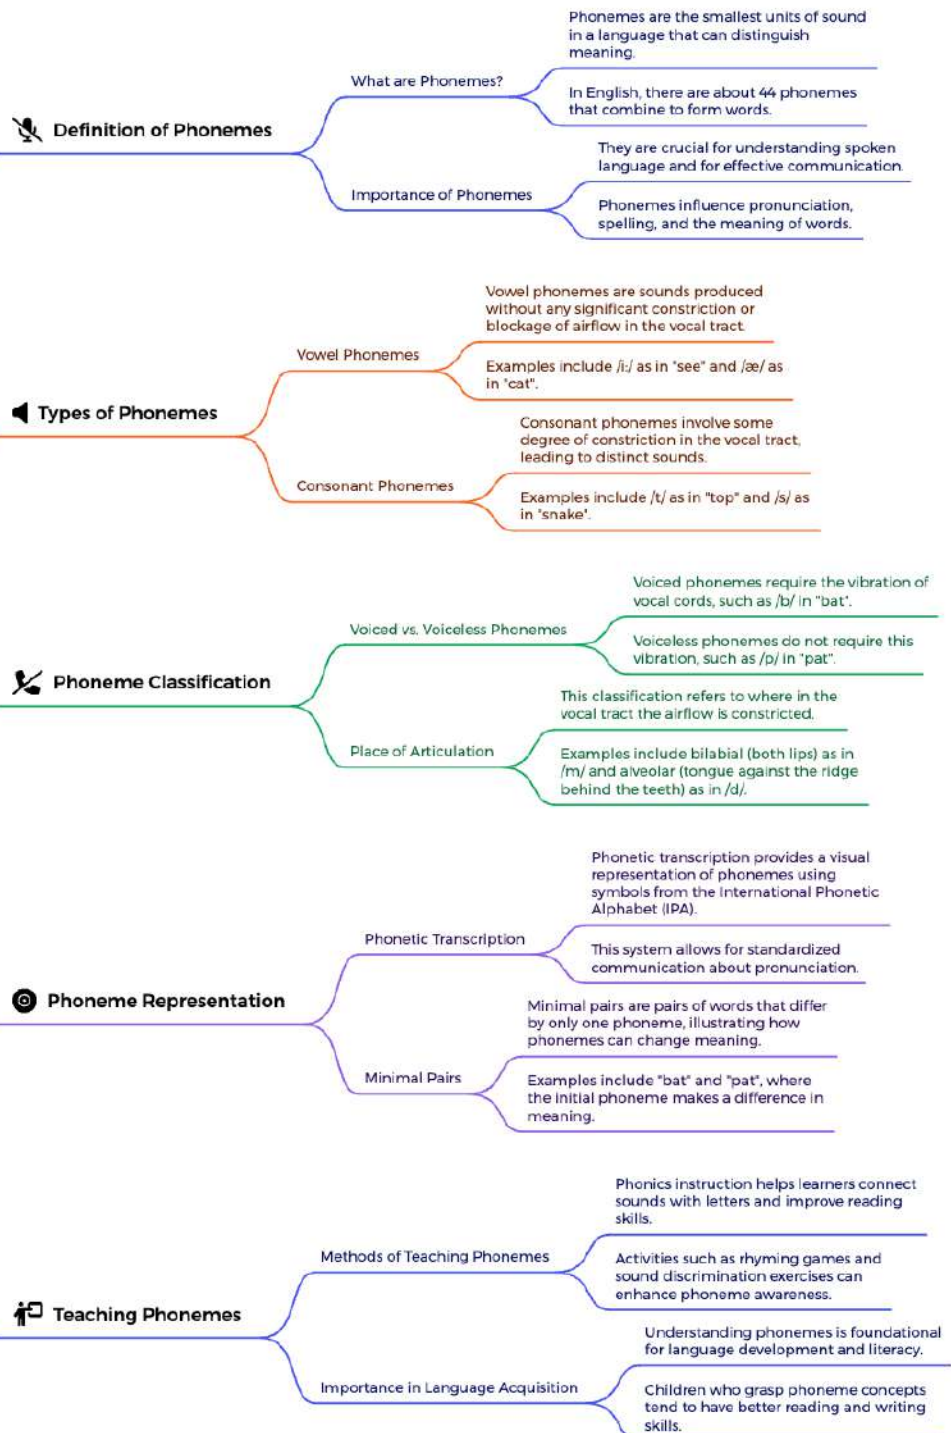 Definition of Phonemes
What are Phonemes?
Phonemes are the smallest units of sound
in a language that can distinguish
meaning.
In English, there are about 44 phonemes
that combine to form words.
Importance of Phonemes
They are crucial for understanding spoken
language and for effective communication.
Phonemes influence pronunciation,
spelling, and the meaning of words.
Types of Phonemes
Vowel Phonemes
Vowel phonemes are sounds produced
without any significant constriction or
blockage of airflow in the vocal tract.
Examples include /i:/ as in "see" and /æ/ as
in "cat".
Consonant Phonemes
Consonant phonemes involve some
degree of constriction in the vocal tract,
leading to distinct sounds.
Examples include /t/ as in "top" and /s/ as
in "snake".
Phoneme Classification
Voiced vs. Voiceless Phonemes
Voiced phonemes require the vibration of
vocal cords, such as /b/ in "bat".
Voiceless phonemes do not require this
vibration, such as /p/ in "pat".
Place of Articulation
This classification refers to where in the
vocal tract the airflow is constricted.
Examples include bilabial (both lips) as in
/m/ and alveolar (tongue against the ridge
behind the teeth) as in /d/.
Phoneme Representation
Phonetic Transcription
Phonetic transcription provides a visual
representation of phonemes using
symbols from the International Phonetic
Alphabet (IPA).
This system allows for standardized
communication about pronunciation.
Minimal Pairs
Minimal pairs are pairs of words that differ
by only one phoneme, illustrating how
phonemes can change meaning.
Examples include "bat" and "pat", where
the initial phoneme makes a difference in
meaning.
Teaching Phonemes
Methods of Teaching Phonemes
Phonics instruction helps learners connect
sounds with letters and improve reading
skills.
Activities such as rhyming games and
sound discrimination exercises can
enhance phoneme awareness.
Importance in Language Acquisition
Understanding phonemes is foundational
for language development and literacy.
Children who grasp phoneme concepts
tend to have better reading and writing
skills.